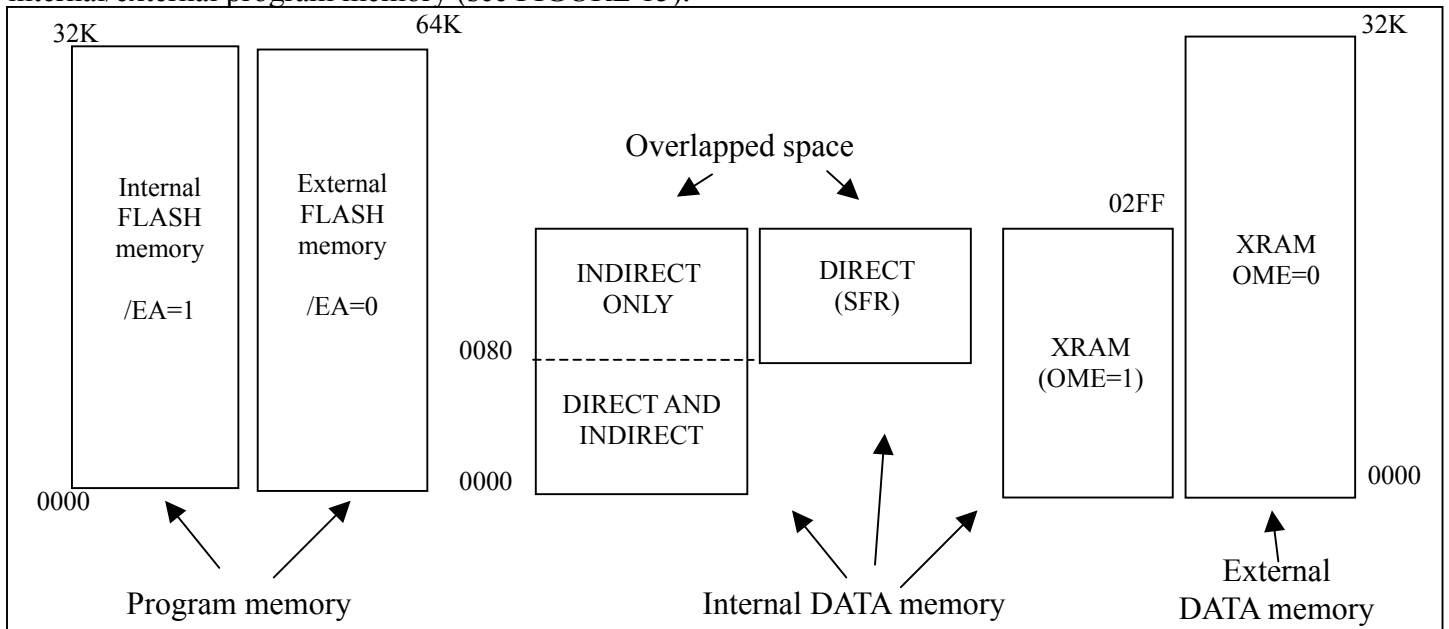 internal/external program memory (see FIGURE 15).
32K
64K
32K
Internal
FLASH
memory
/EA=1
External
FLASH
memory
/EA=0
0000
Program memory
Overlapped space
INDIRECT
ONLY
DIRECT
(SFR)
0080
DIRECT AND
INDIRECT
0000
Internal DATA memory
02FF
XRAM
(OME=1)
XRAM
OME=0
0000
External
DATA memory